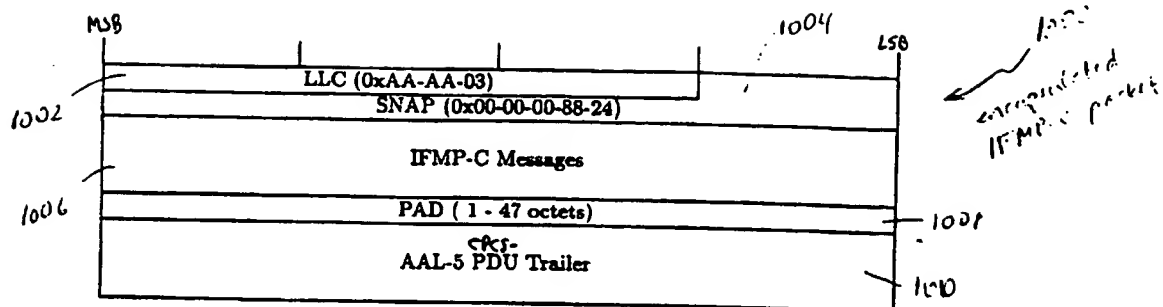 MSB
1004
LSB
1000
LLC (0xAA-AA-03)
1002
SNAP (0x00-00-00-88-24)
encapsulated
IFMP-C packet
IFMP-C Messages
1006
PAD ( 1 - 47 octets)
1008
CPCS-
AAL-5 PDU Trailer
1010